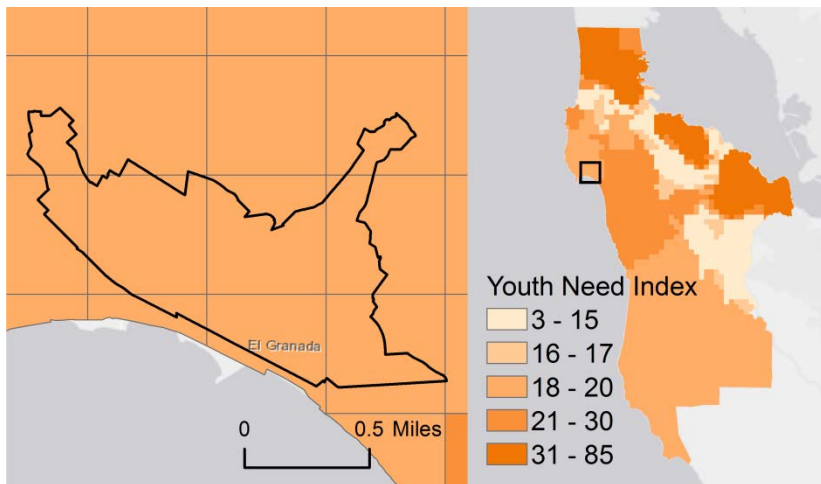 El Granada
0 0.5 Miles
Youth Need Index
3 - 15
16 - 17
18 - 20
21 - 30
31 - 85